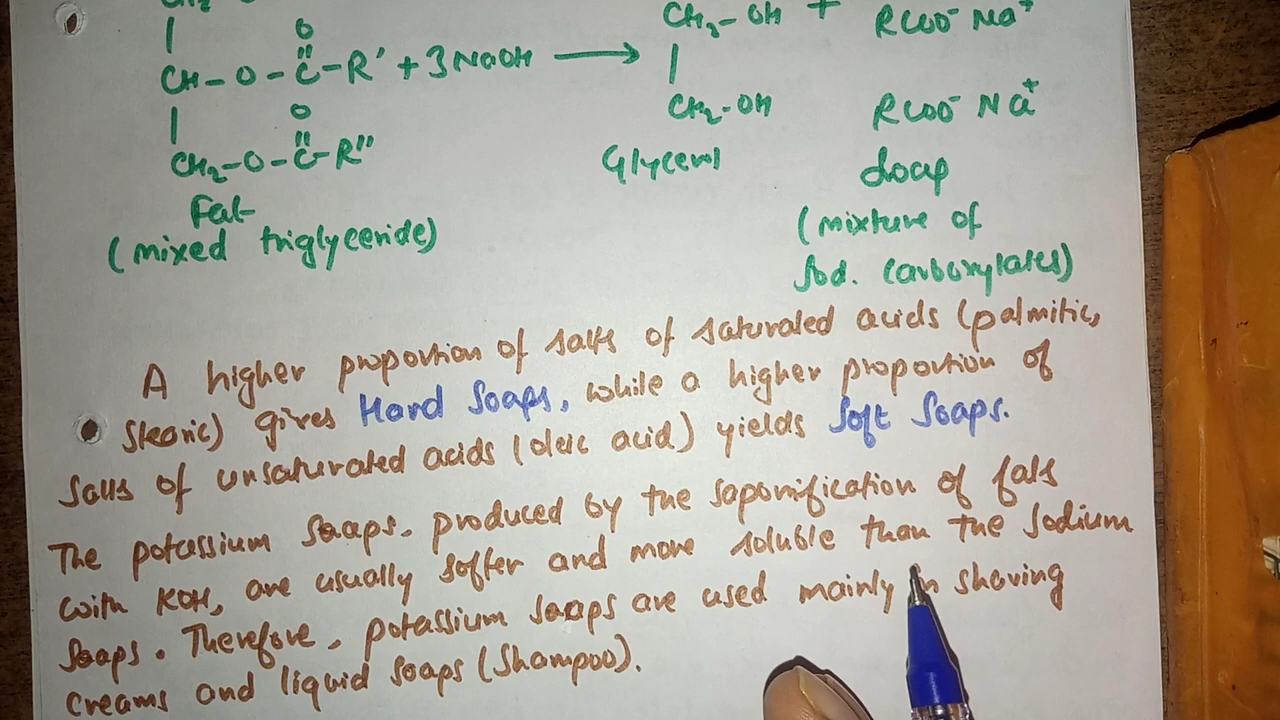 CH₂-OH + RCOO⁻Na⁺
O
CH-O-C-R' + 3NaOH →
O
CH₂-OH RCOO⁻Na⁺
CH₂-O-C-R"
Glycerol Soap
Fat
(mixed triglyceride)
(mixture of
Sod. Carboxylates)
A higher proportion of salts of saturated acids (palmitic,
Stearic) gives Hard Soaps, while a higher proportion of
Salts of unsaturated acids (oleic acid) yields Soft Soaps.
The potassium soaps. produced by the saponification of fats
with KOH, are usually softer and more soluble than the Sodium
Soaps. Therefore, potassium soaps are used mainly in shaving
Creams and liquid soaps (Shampoo).